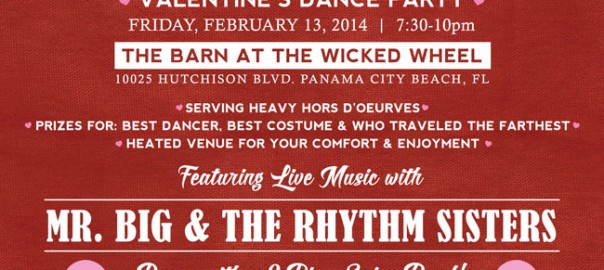 VALENTINE'S DANCE PARTY
FRIDAY, FEBRUARY 13, 2014 | 7:30-10pm
THE BARN AT THE WICKED WHEEL
10025 HUTCHISON BLVD. PANAMA CITY BEACH, FL
SERVING HEAVY HORS D'OEURVES
PRIZES FOR: BEST DANCER, BEST COSTUME & WHO TRAVELED THE FARTHEST
HEATED VENUE FOR YOUR COMFORT & ENJOYMENT
Featuring Live Music with
MR. BIG & THE RHYTHM SISTERS